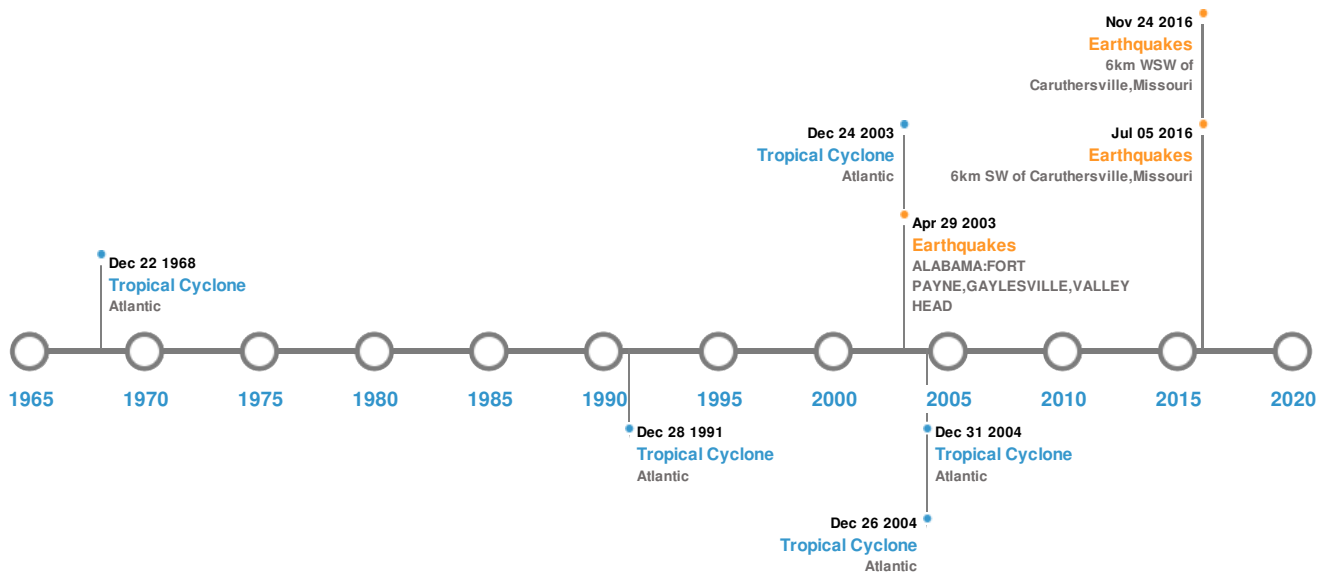 Nov 24 2016
Earthquakes
6km WSW of
Caruthersville,Missouri
Dec 24 2003
Tropical Cyclone
Atlantic
Jul 05 2016
Earthquakes
6km SW of Caruthersville,Missouri
Apr 29 2003
Earthquakes
ALABAMA:FORT
PAYNE,GAYLESVILLE,VALLEY
HEAD
Dec 22 1968
Tropical Cyclone
Atlantic
1965 1970 1975 1980 1985 1990 1995 2000 2005 2010 2015 2020
Dec 28 1991
Tropical Cyclone
Atlantic
Dec 31 2004
Tropical Cyclone
Atlantic
Dec 26 2004
Tropical Cyclone
Atlantic